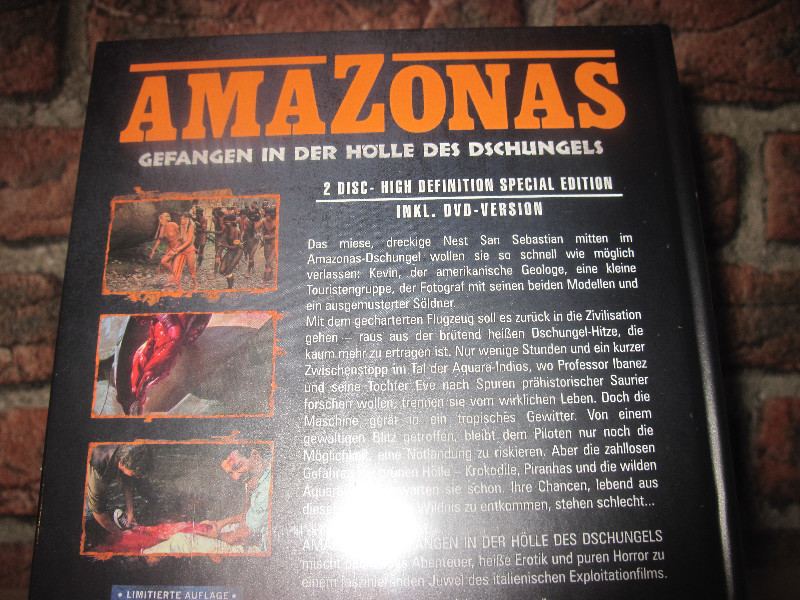 AMAZONAS
GEFANGEN IN DER HÖLLE DES DSCHUNGELS
2 DISC- HIGH DEFINITION SPECIAL EDITION
INKL. DVD-VERSION
Das miese, dreckige Nest San Sebastian mitten im
Amazonas-Dschungel wollen sie so schnell wie möglich
verlassen: Kevin, der amerikanische Geologe, eine kleine
Touristengruppe, der Fotograf mit seinen beiden Modellen und
ein ausgemusterter Söldner.
Mit dem gecharterten Flugzeug soll es zurück in die Zivilisation
gehen – raus aus der brütend heißen Dschungel-Hitze, die
kaum mehr zu ertragen ist. Nur wenige Stunden und ein kurzer
Zwischenstopp im Tal der Aquara-Indios, wo Professor Ibanez
und seine Tochter Eve nach Spuren prähistorischer Saurier
forschen wollen, trennen sie vom wirklichen Leben. Doch die
Maschine gerät in ein tropisches Gewitter. Von einem
gewaltigen Blitz getroffen, bleibt dem Piloten nur noch die
Möglichkeit, eine Notlandung zu riskieren. Aber die zahllosen
Gefahren grünen Hölle – Krokodile, Piranhas und die wilden
warten sie schon. Ihre Chancen, lebend aus
Wildnis zu entkommen, stehen schlecht...
IN DER HÖLLE DES DSCHUNGELS
mischt Abenteuer, heiße Erotik und puren Horror zu
einem faszinierenden Juwel des italienischen Exploitationfilms.
• LIMITIERTE AUFLAGE •